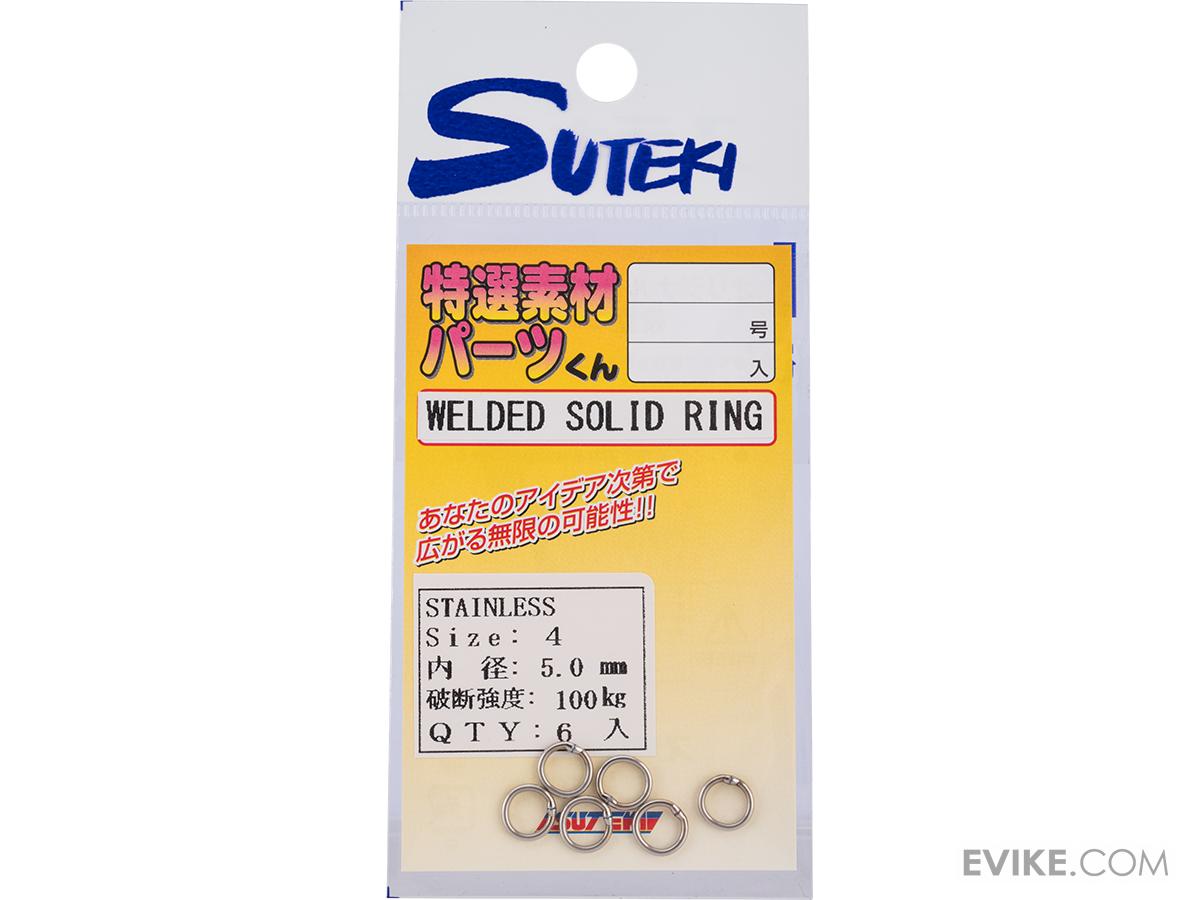 SUTEKI
特選素材
パーツくん
号
入
WELDED SOLID RING
あなたのアイデア次第で
広がる無限の可能性!!
STAINLESS
Size: 4
内 径: 5.0 mm
破断強度: 100kg
QTY: 6 入
SUTEKI
EVIKE.COM